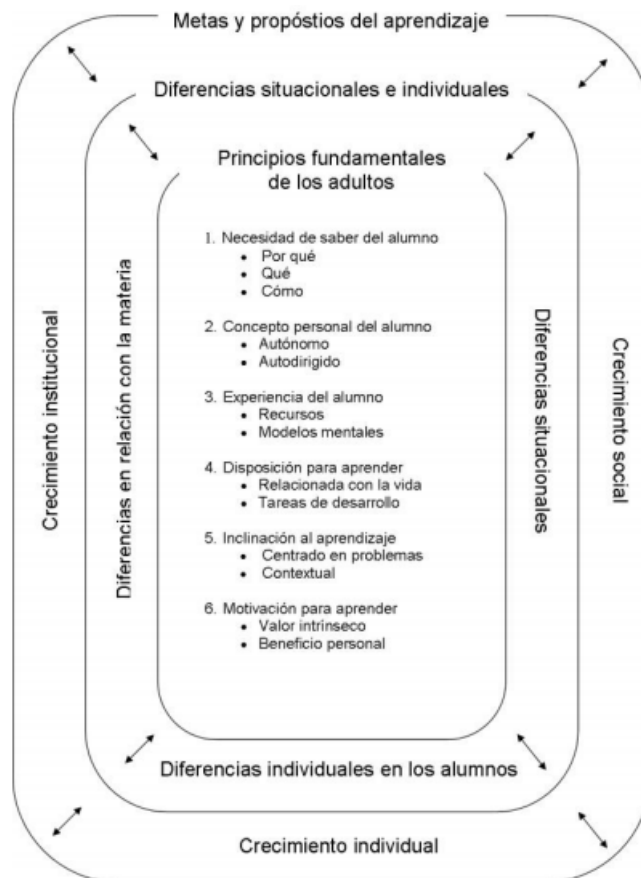 Metas y propóstios del aprendizaje
Diferencias situacionales e individuales
Principios fundamentales
de los adultos
1. Necesidad de saber del alumno
• Por qué
• Qué
• Cómo
2. Concepto personal del alumno
• Autónomo
• Autodirigido
3. Experiencia del alumno
• Recursos
• Modelos mentales
4. Disposición para aprender
• Relacionada con la vida
• Tareas de desarrollo
5. Inclinación al aprendizaje
• Centrado en problemas
• Contextual
6. Motivación para aprender
• Valor intrínseco
• Beneficio personal
Crecimiento institucional
Diferencias en relación con la materia
Diferencias situacionales
Crecimiento social
Diferencias individuales en los alumnos
Crecimiento individual